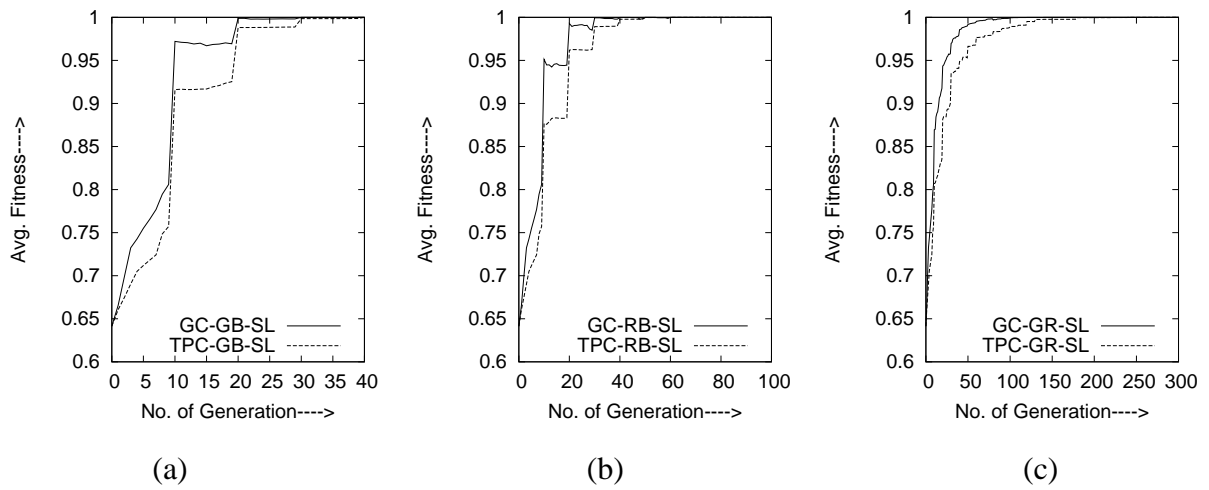 1
0.95
0.9
0.85
0.8
0.75
0.7
0.65
0.6
Avg. Fitness---->
GC-GB-SL
TPC-GB-SL
0 5 10 15 20 25 30 35 40
No. of Generation---->
(a)
1
0.95
0.9
0.85
0.8
0.75
0.7
0.65
0.6
Avg. Fitness---->
GC-RB-SL
TPC-RB-SL
0 20 40 60 80 100
No. of Generation---->
(b)
1
0.95
0.9
0.85
0.8
0.75
0.7
0.65
0.6
Avg. Fitness---->
GC-GR-SL
TPC-GR-SL
0 50 100 150 200 250 300
No. of Generation---->
(c)